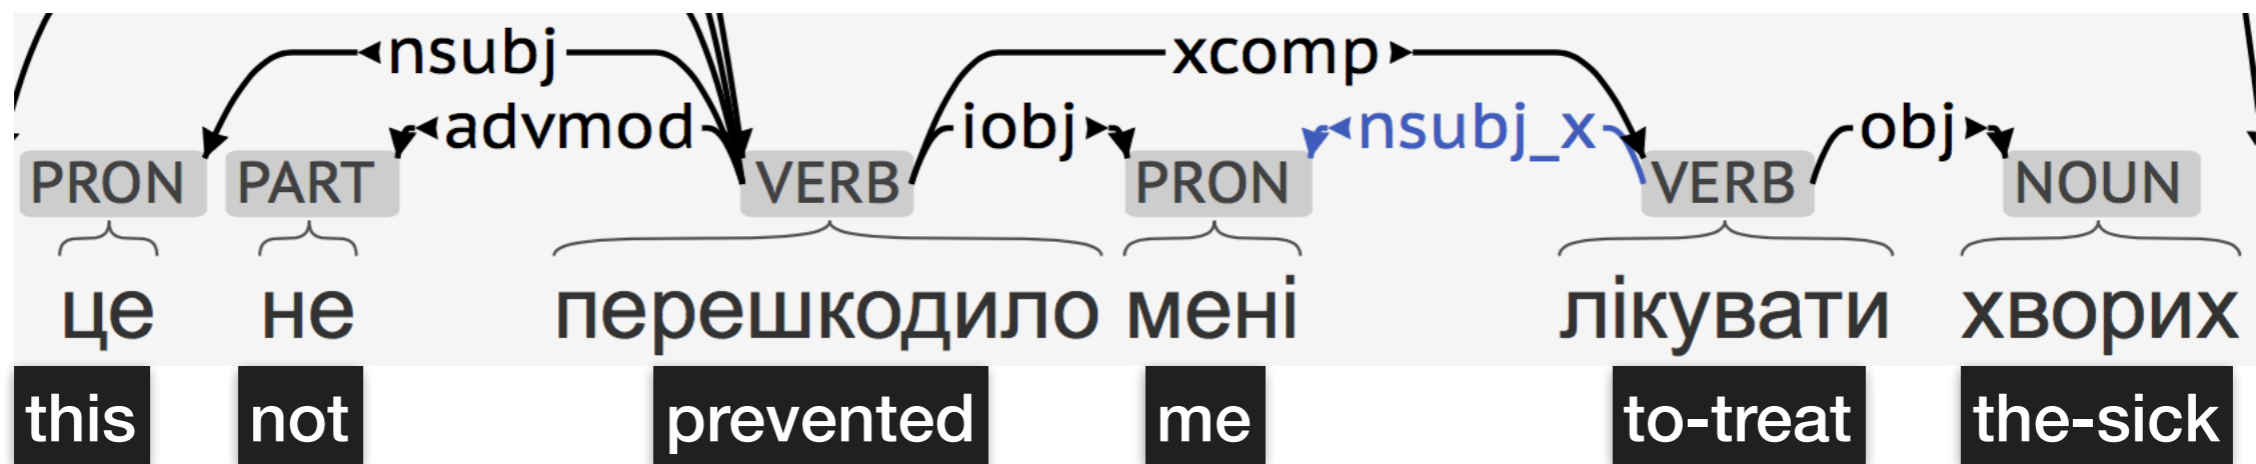 nsubj xcomp
advmod iobj nsubj_x obj
PRON PART VERB PRON VERB NOUN
це не перешкодило мені лікувати хворих
this not prevented me to-treat the-sick